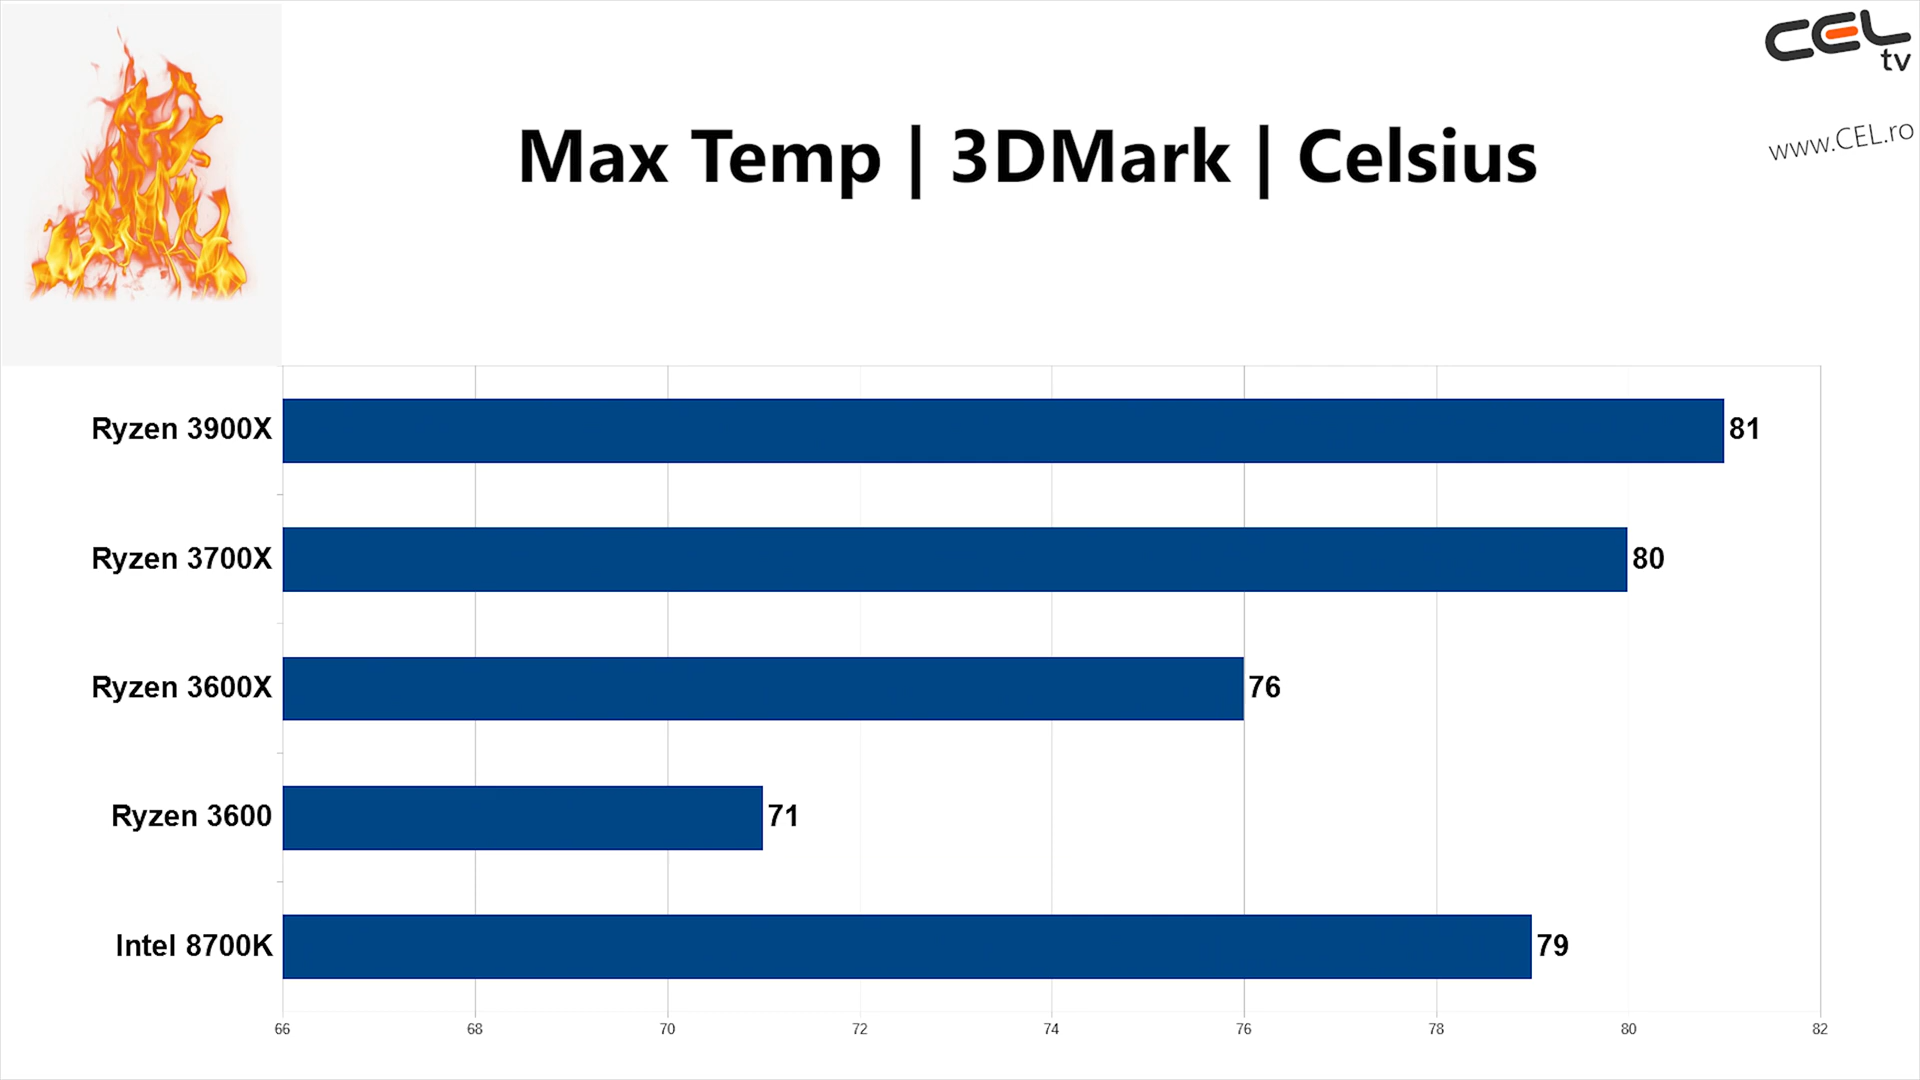 CEL
tv
www.CEL.ro
Max Temp | 3DMark | Celsius
Ryzen 3900X 81
Ryzen 3700X 80
Ryzen 3600X 76
Ryzen 3600 71
Intel 8700K 79
66 68 70 72 74 76 78 80 82